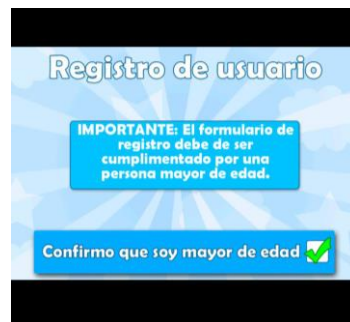 Registro de usuario
IMPORTANTE: El formulario de
registro debe de ser
cumplimentado por una
persona mayor de edad.
Confirmo que soy mayor de edad